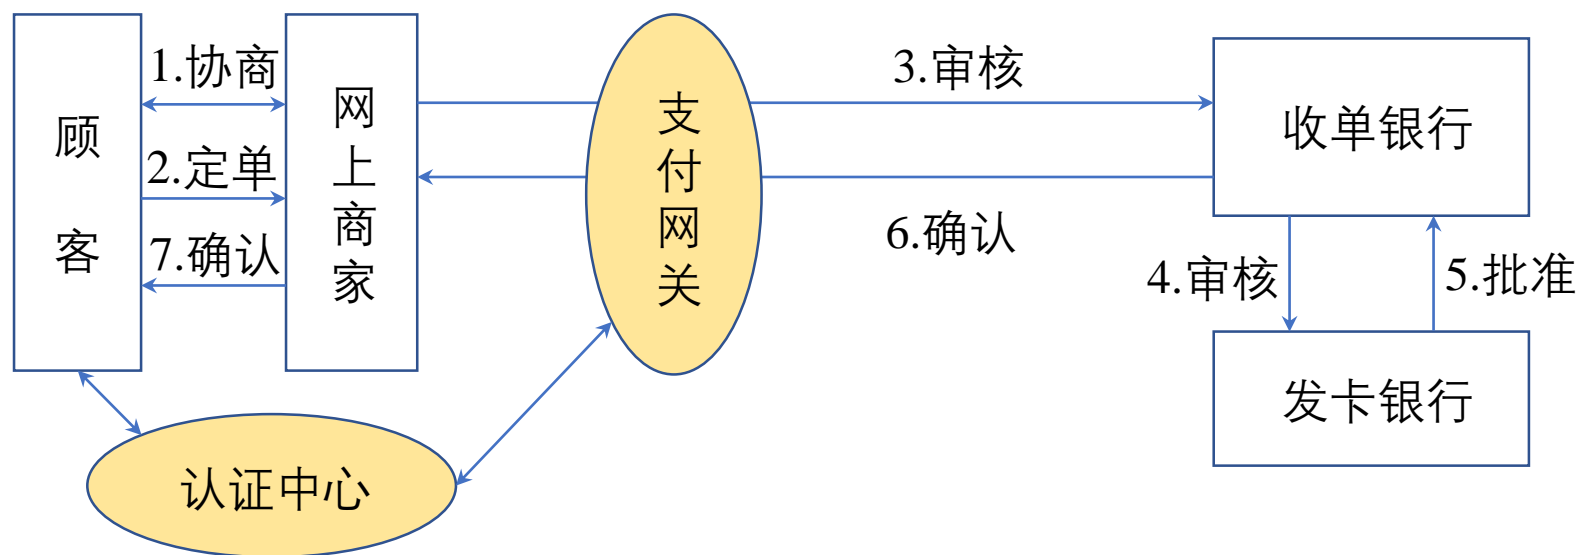 顾客
1.协商
2.定单
7.确认
网上商家
支付网关
3.审核
6.确认
收单银行
4.审核
5.批准
发卡银行
认证中心